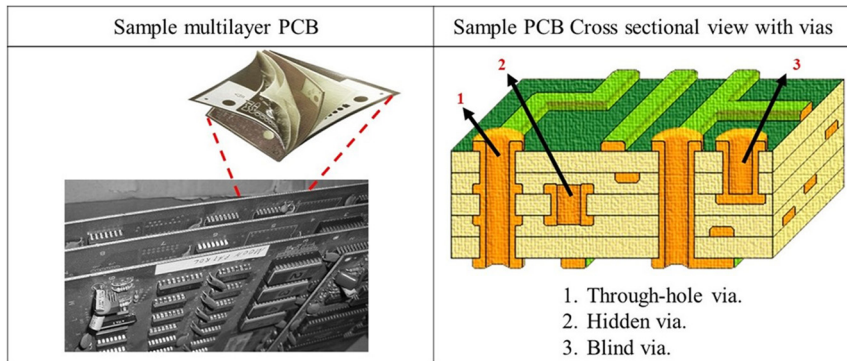 Sample multilayer PCB
Sample PCB Cross sectional view with vias
1
2
3
1. Through-hole via.
2. Hidden via.
3. Blind via.